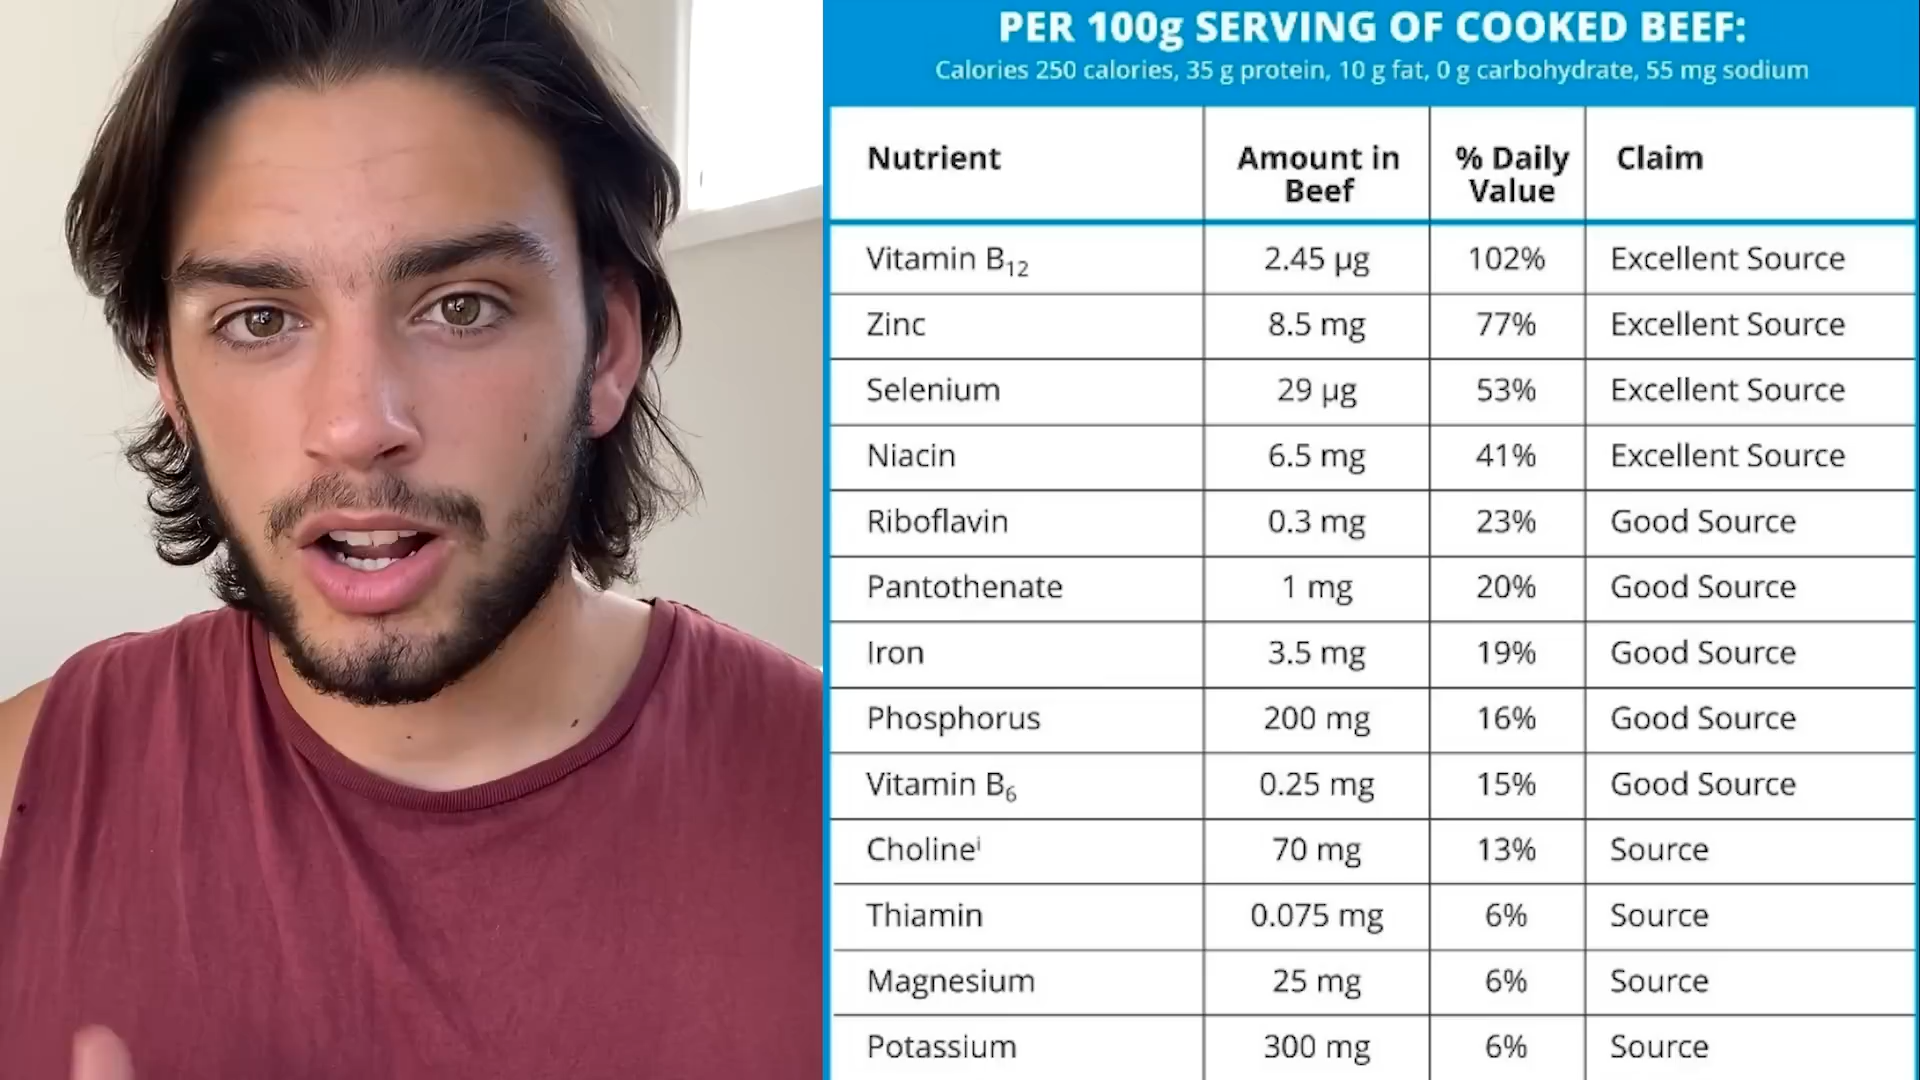 PER 100g SERVING OF COOKED BEEF:
Calories 250 calories, 35 g protein, 10 g fat, 0 g carbohydrate, 55 mg sodium
Nutrient Amount in Beef % Daily Value Claim
Vitamin B₁₂ 2.45 µg 102% Excellent Source
Zinc 8.5 mg 77% Excellent Source
Selenium 29 µg 53% Excellent Source
Niacin 6.5 mg 41% Excellent Source
Riboflavin 0.3 mg 23% Good Source
Pantothenate 1 mg 20% Good Source
Iron 3.5 mg 19% Good Source
Phosphorus 200 mg 16% Good Source
Vitamin B₆ 0.25 mg 15% Good Source
Cholineⁱ 70 mg 13% Source
Thiamin 0.075 mg 6% Source
Magnesium 25 mg 6% Source
Potassium 300 mg 6% Source